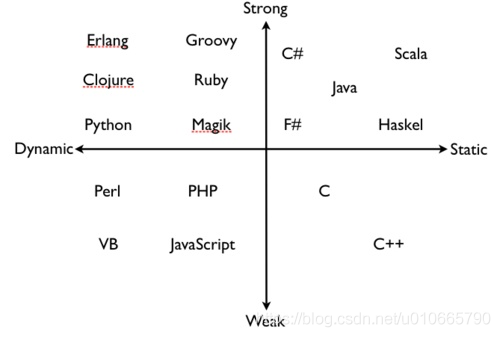 Strong
Erlang Groovy C# Scala
Clojure Ruby Java
Python Magik F# Haskel
Dynamic Static
Perl PHP C
VB JavaScript C++
Weak
https://blog.csdn.net/u010665790